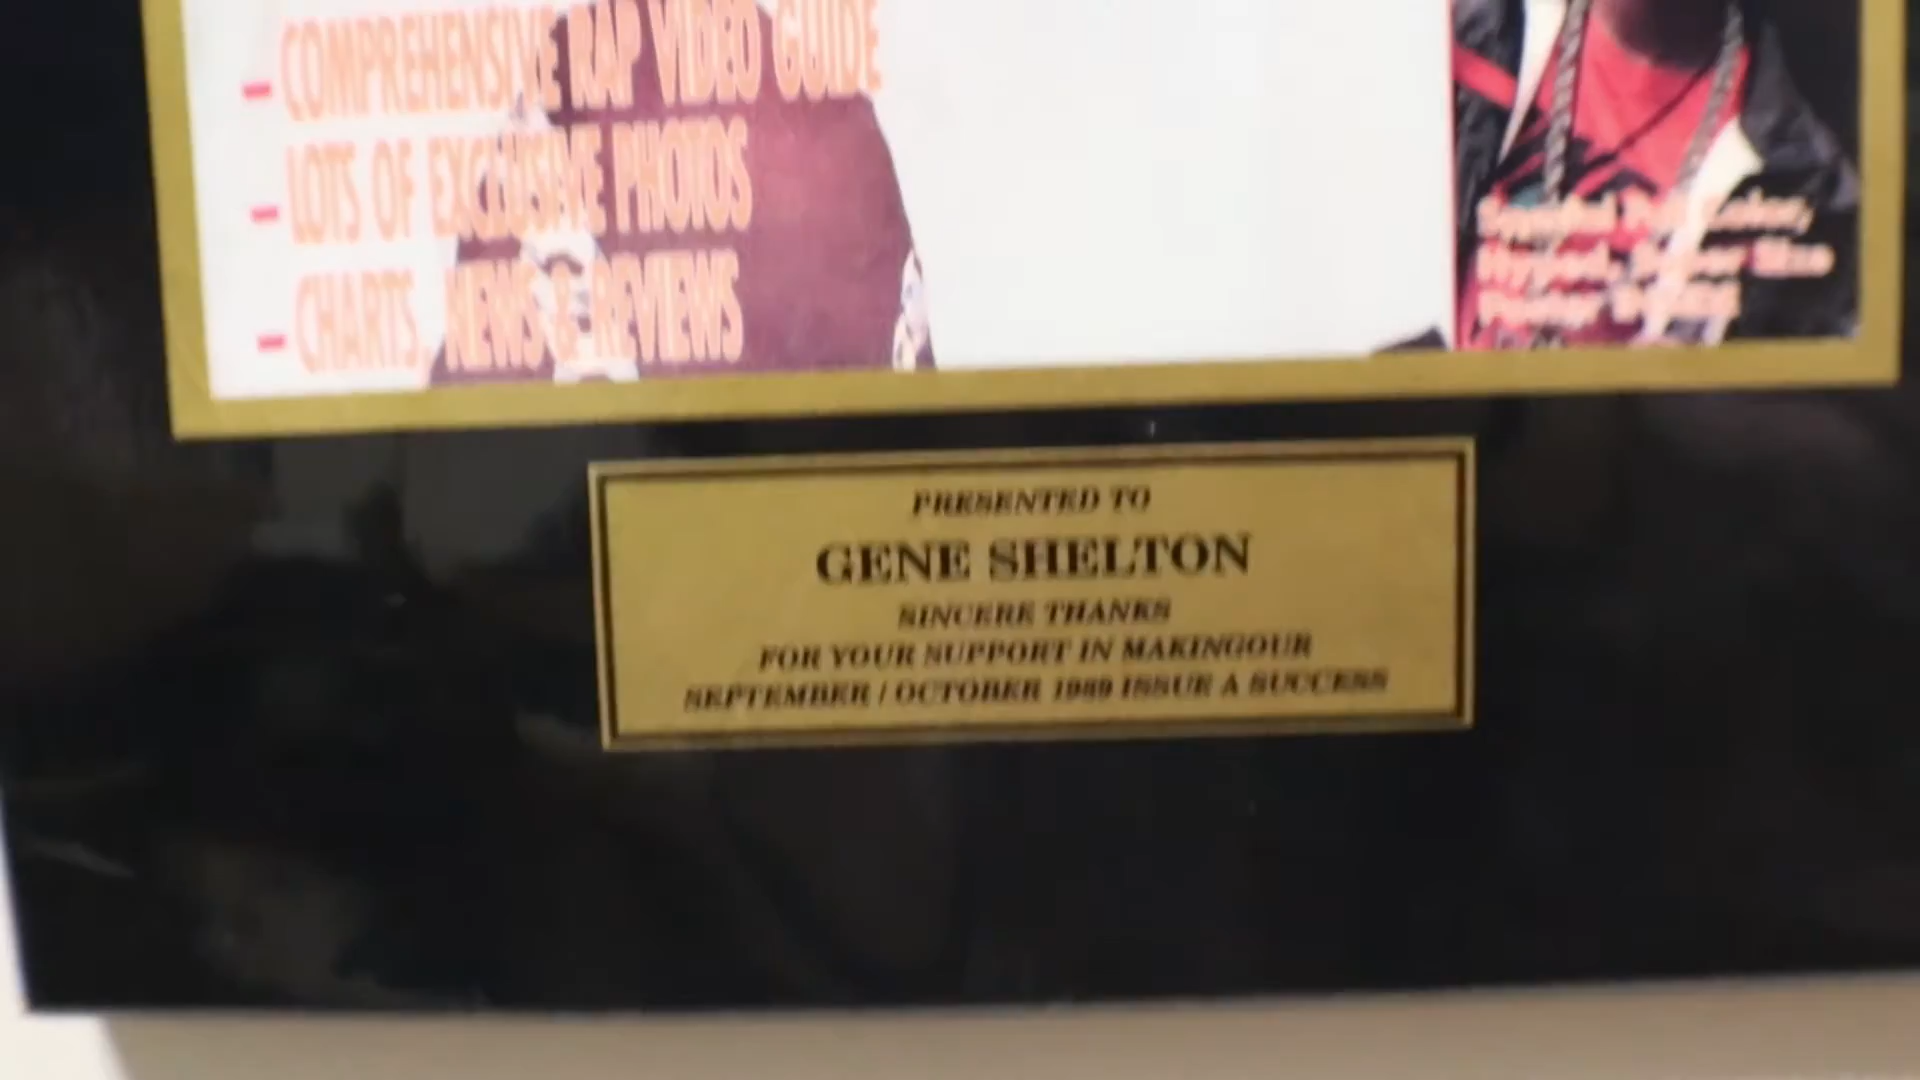 - COMPREHENSIVE RAP VIDEO GUIDE
- LOTS OF EXCLUSIVE PHOTOS
- CHARTS, NEWS & REVIEWS
PRESENTED TO
GENE SHELTON
SINCERE THANKS
FOR YOUR SUPPORT IN MAKINGOUR
SEPTEMBER / OCTOBER 1989 ISSUE A SUCCESS